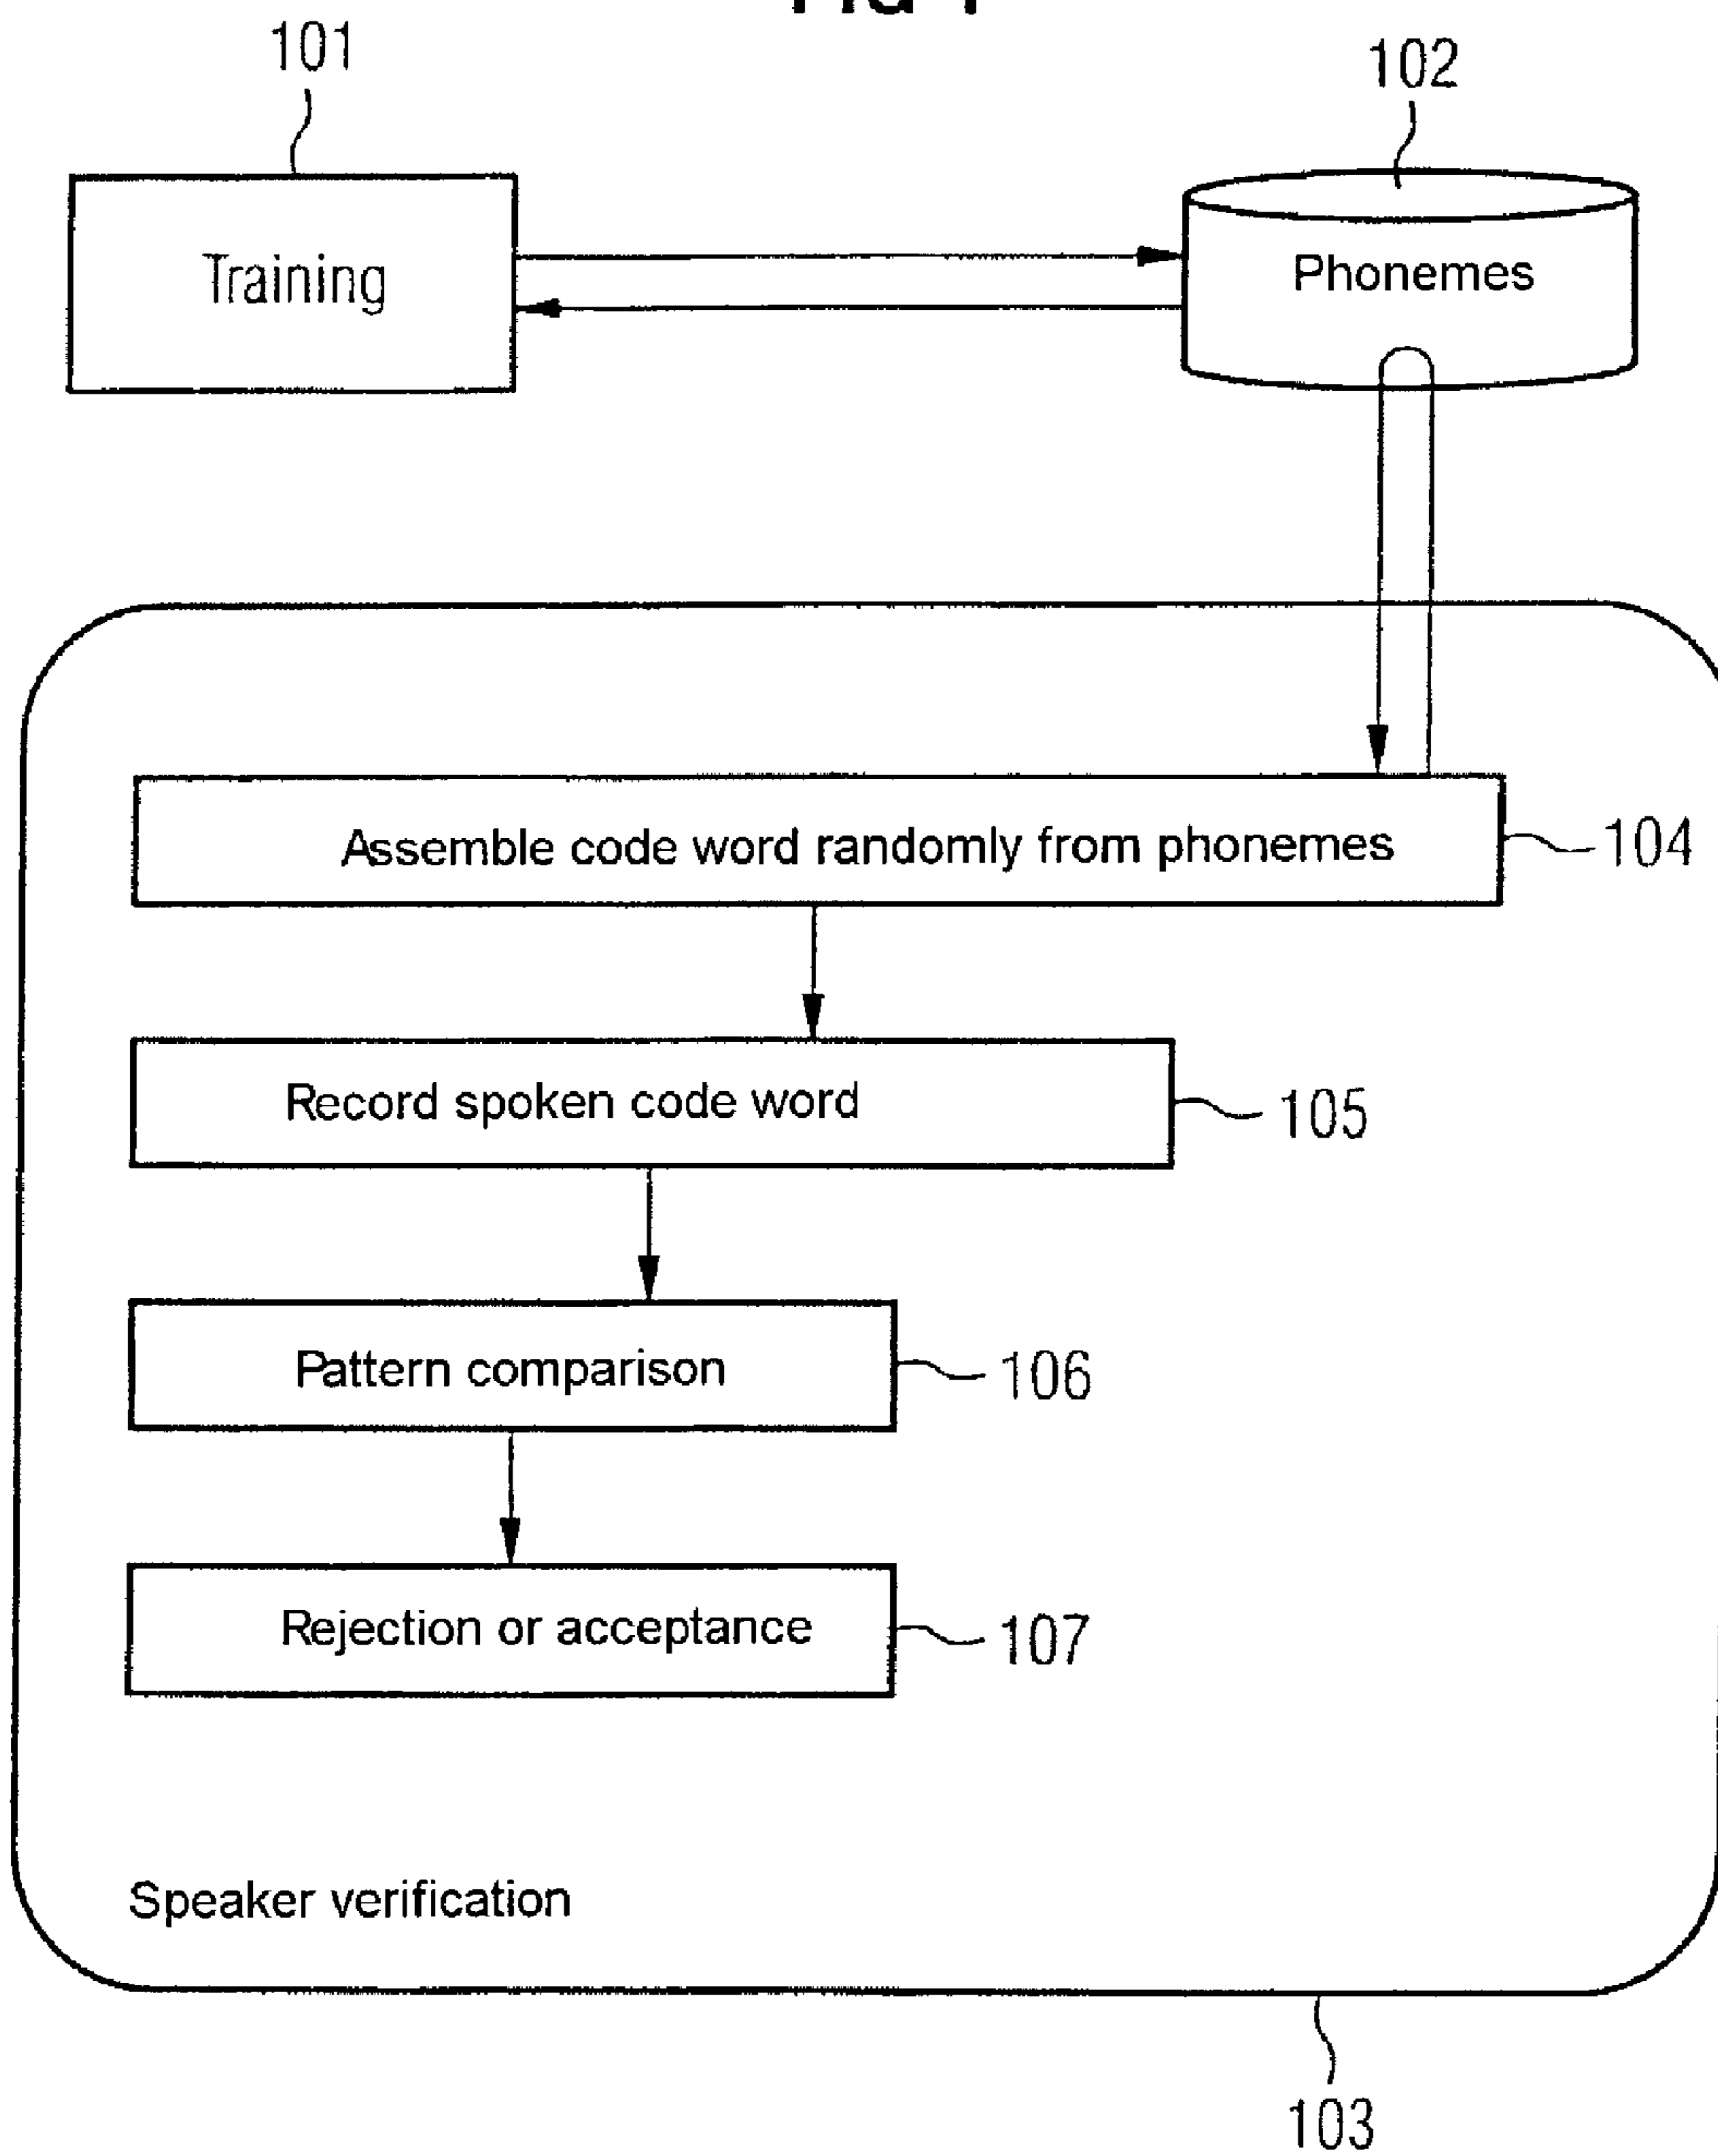 101
102
Training
Phonemes
Assemble code word randomly from phonemes
104
Record spoken code word
105
Pattern comparison
106
Rejection or acceptance
107
Speaker verification
103